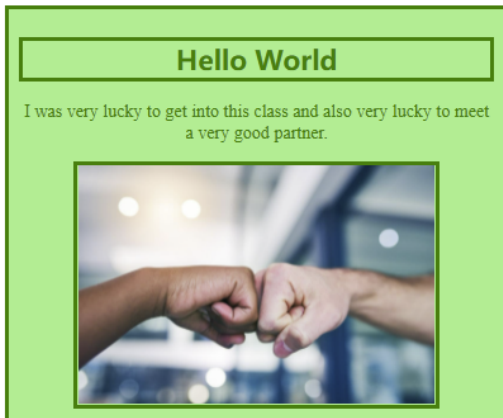 Hello World
I was very lucky to get into this class and also very lucky to meet
a very good partner.